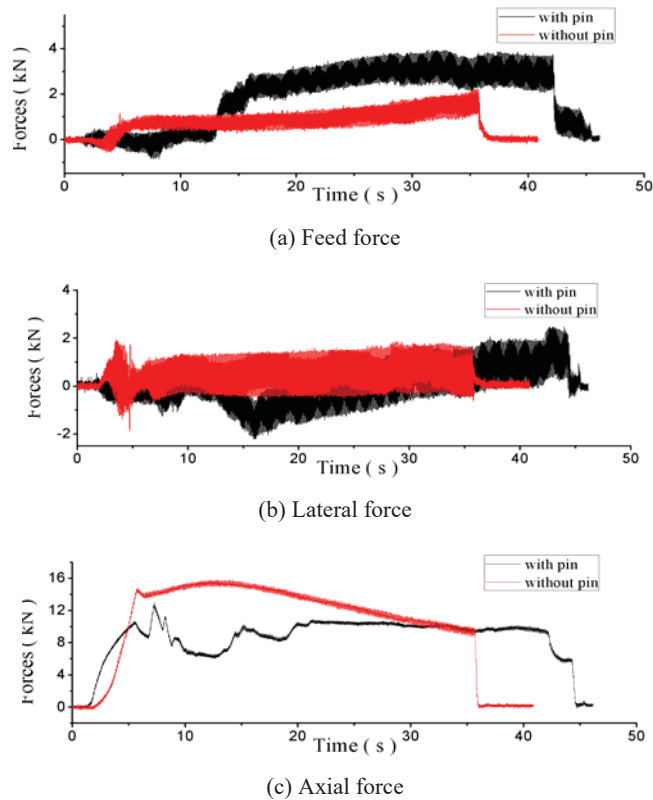 4
2
0
Forces ( kN )
with pin
without pin
0 10 20 30 40 50
Time ( s )
(a) Feed force
4
2
0
-2
Forces ( kN )
with pin
without pin
0 10 20 30 40 50
Time ( s )
(b) Lateral force
16
12
8
4
0
Forces ( kN )
with pin
without pin
0 10 20 30 40 50
Time ( s )
(c) Axial force